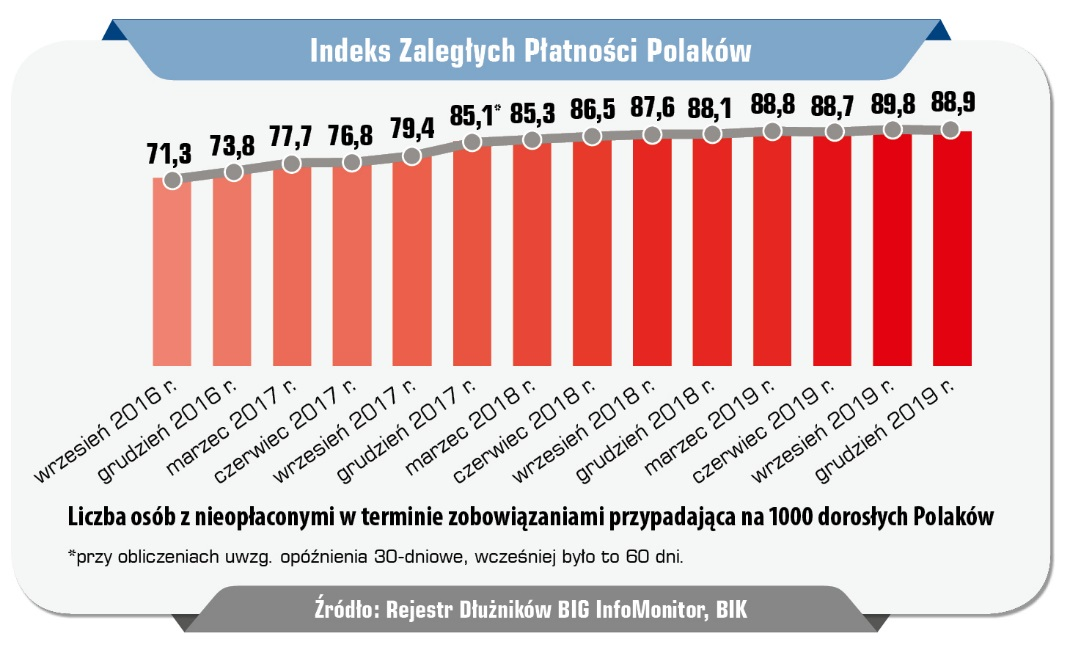 Indeks Zaległych Płatności Polaków
71,3
73,8
77,7
76,8
79,4
85,1*
85,3
86,5
87,6
88,1
88,8
88,7
89,8
88,9
wrzesień 2016 r.
grudzień 2016 r.
marzec 2017 r.
czerwiec 2017 r.
wrzesień 2017 r.
grudzień 2017 r.
marzec 2018 r.
czerwiec 2018 r.
wrzesień 2018 r.
grudzień 2018 r.
marzec 2019 r.
czerwiec 2019 r.
wrzesień 2019 r.
grudzień 2019 r.
Liczba osób z nieopłaconymi w terminie zobowiązaniami przypadająca na 1000 dorosłych Polaków
*przy obliczeniach uwzg. opóźnienia 30-dniowe, wcześniej było to 60 dni.
Źródło: Rejestr Dłużników BIG InfoMonitor, BIK